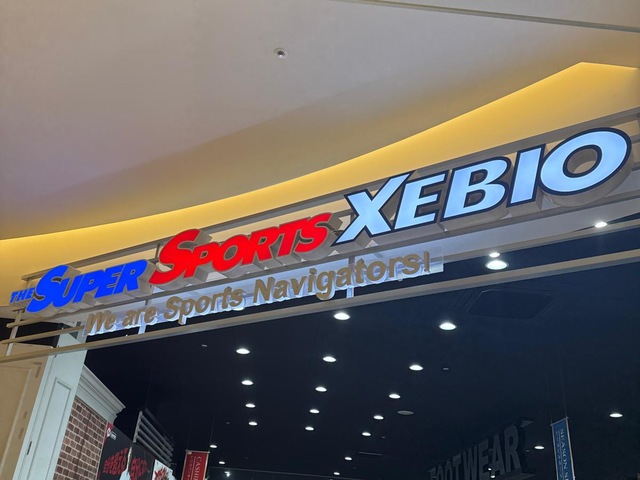 THE SUPER SPORTS XEBIO
We are Sports Navigators!
FOOTWEAR